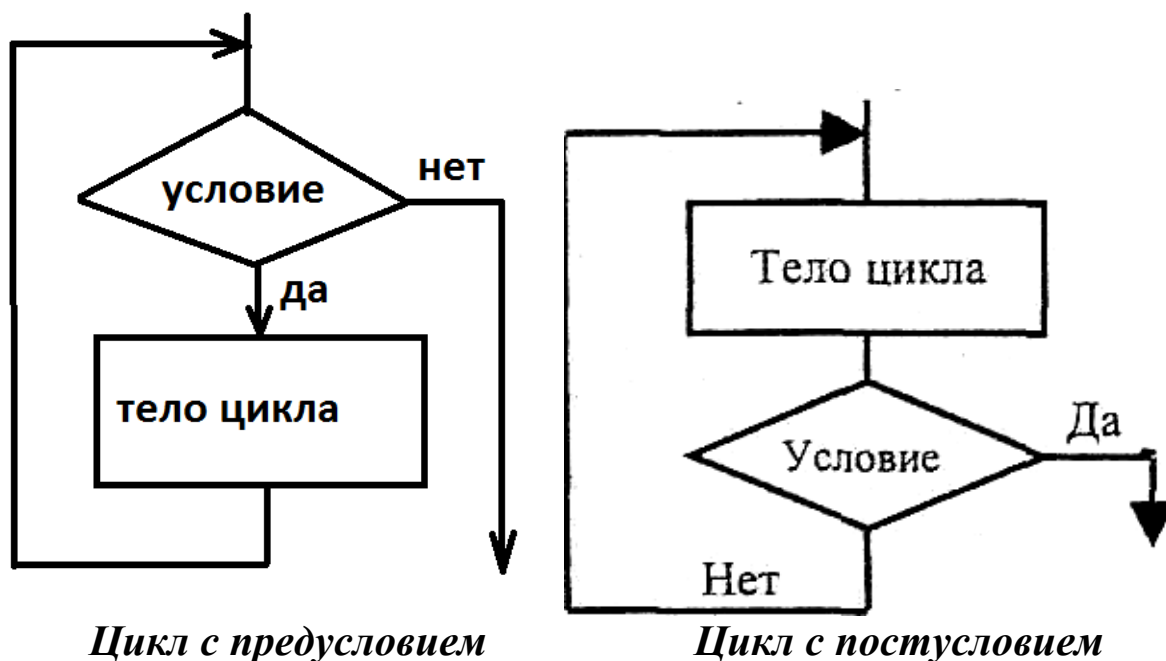 условие
нет
да
тело цикла
Цикл с предусловием
Тело цикла
Условие
Да
Нет
Цикл с постусловием